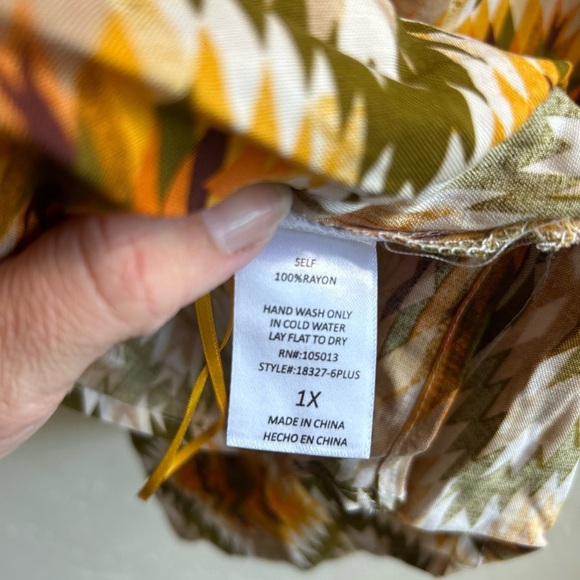 SELF
100%RAYON
HAND WASH ONLY
IN COLD WATER
LAY FLAT TO DRY
RN#:105013
STYLE#:18327-6PLUS
1X
MADE IN CHINA
HECHO EN CHINA